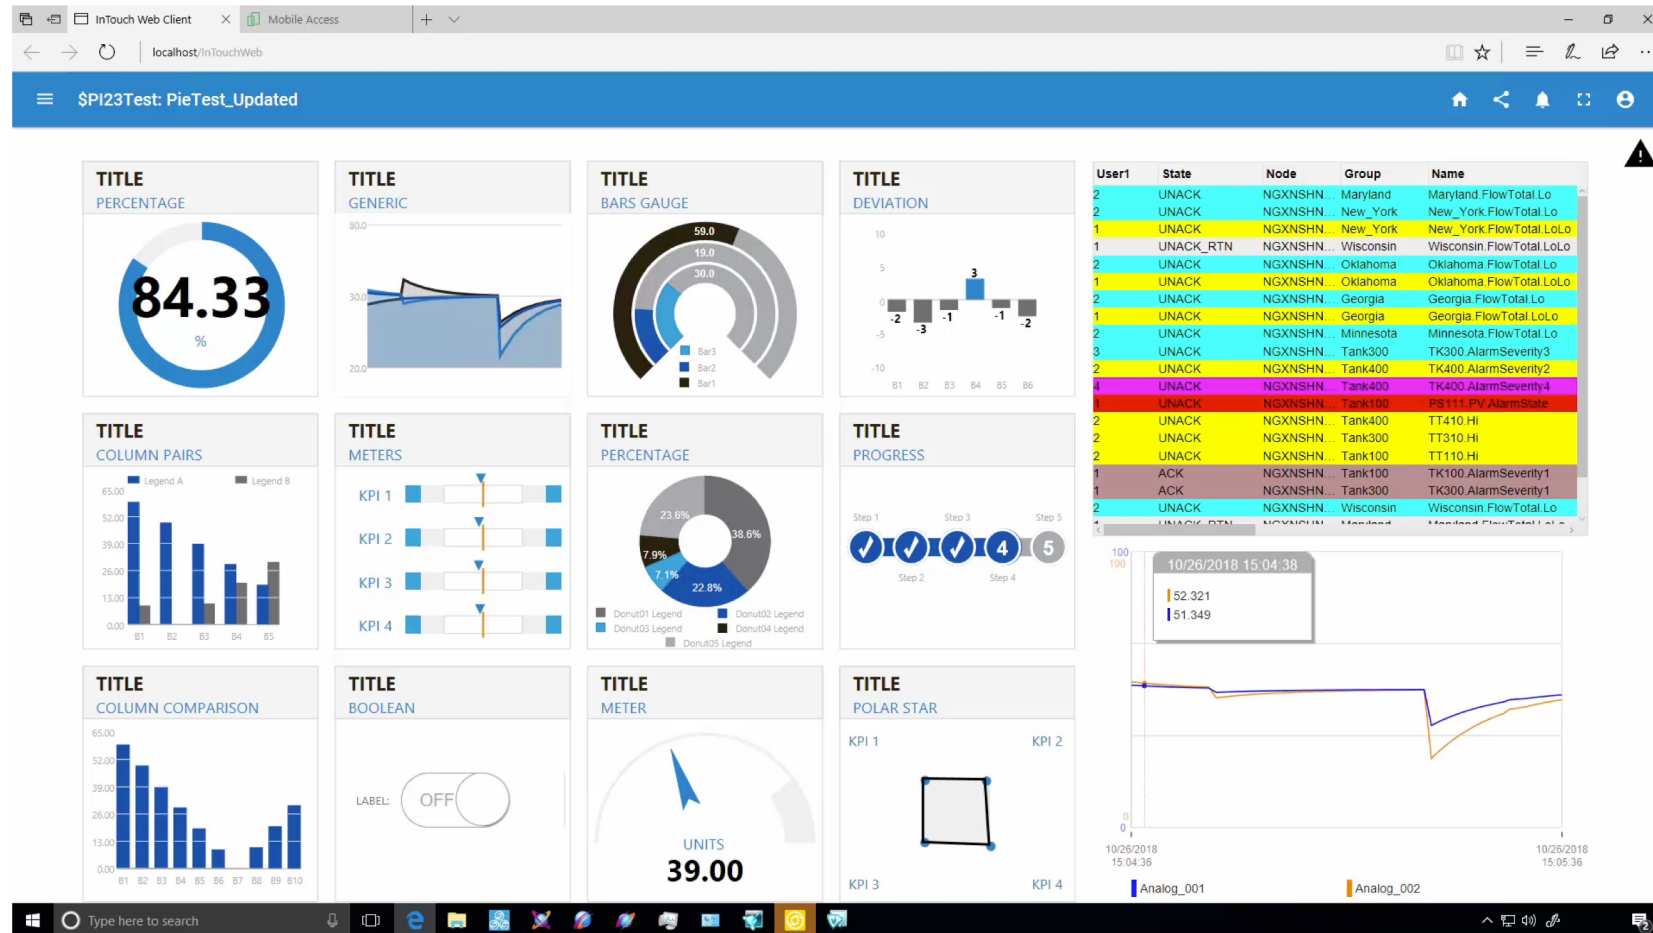 InTouch Web Client
Mobile Access
localhost/InTouchWeb
$PI23Test: PieTest_Updated
TITLE
PERCENTAGE
84.33
%
TITLE
GENERIC
80.0
30.0
20.0
TITLE
BARS GAUGE
59.0
19.0
30.0
Bar3
Bar2
Bar1
TITLE
DEVIATION
10
5
0
-5
-10
-2
-3
-1
3
-1
-2
B1 B2 B3 B4 B5 B6
User1 State Node Group Name
2 UNACK NGXNSHN... Maryland Maryland.FlowTotal.Lo
2 UNACK NGXNSHN... New_York New_York.FlowTotal.Lo
1 UNACK NGXNSHN... New_York New_York.FlowTotal.LoLo
1 UNACK_RTN NGXNSHN... Wisconsin Wisconsin.FlowTotal.LoLo
2 UNACK NGXNSHN... Oklahoma Oklahoma.FlowTotal.Lo
1 UNACK NGXNSHN... Oklahoma Oklahoma.FlowTotal.LoLo
2 UNACK NGXNSHN... Georgia Georgia.FlowTotal.Lo
1 UNACK NGXNSHN... Georgia Georgia.FlowTotal.LoLo
2 UNACK NGXNSHN... Minnesota Minnesota.FlowTotal.Lo
3 UNACK NGXNSHN... Tank300 TK300.AlarmSeverity3
2 UNACK NGXNSHN... Tank400 TK400.AlarmSeverity2
4 UNACK NGXNSHN... Tank400 TK400.AlarmSeverity4
1 UNACK NGXNSHN... Tank100 PS111.PV.AlarmState
2 UNACK NGXNSHN... Tank400 TT410.Hi
2 UNACK NGXNSHN... Tank300 TT310.Hi
2 UNACK NGXNSHN... Tank100 TT110.Hi
1 ACK NGXNSHN... Tank100 TK100.AlarmSeverity1
1 ACK NGXNSHN... Tank300 TK300.AlarmSeverity1
2 UNACK NGXNSHN... Wisconsin Wisconsin.FlowTotal.Lo
TITLE
COLUMN PAIRS
Legend A Legend B
65.00
52.00
39.00
26.00
13.00
0.00
B1 B2 B3 B4 B5
TITLE
METERS
KPI 1
KPI 2
KPI 3
KPI 4
TITLE
PERCENTAGE
23.6%
38.6%
7.9%
7.1%
22.8%
Donut01 Legend Donut02 Legend
Donut03 Legend Donut04 Legend
Donut05 Legend
TITLE
PROGRESS
Step 1 Step 3 Step 5
4 5
Step 2 Step 4
100
100
10/26/2018 15:04:38
52.321
51.349
0
0
10/26/2018
15:04:36
10/26/2018
15:05:36
Analog_001 Analog_002
TITLE
COLUMN COMPARISON
65.00
52.00
39.00
26.00
13.00
0.00
B1 B2 B3 B4 B5 B6 B7 B8 B9 B10
TITLE
BOOLEAN
LABEL: OFF
TITLE
METER
UNITS
39.00
TITLE
POLAR STAR
KPI 1 KPI 2
KPI 3 KPI 4
Type here to search
2